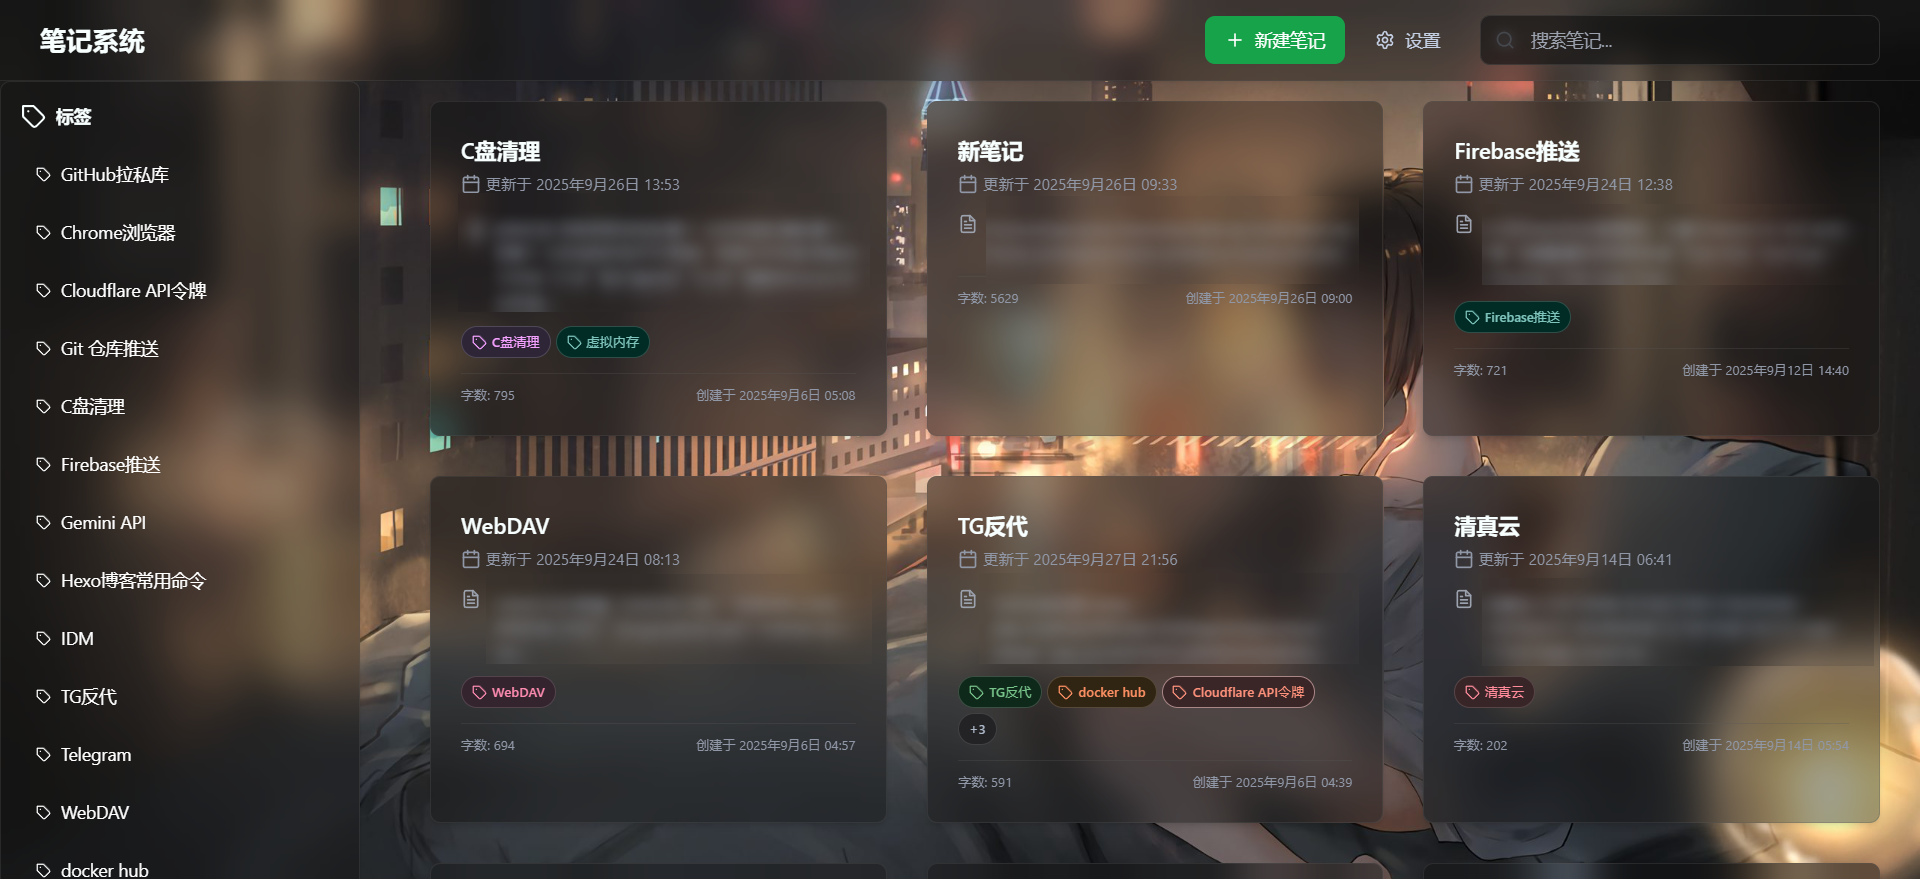 笔记系统
新建笔记
设置
搜索笔记...
标签
GitHub拉私库
Chrome浏览器
Cloudflare API令牌
Git 仓库推送
C盘清理
Firebase推送
Gemini API
Hexo博客常用命令
IDM
TG反代
Telegram
WebDAV
docker hub
C盘清理
更新于 2025年9月26日 13:53
C盘清理
虚拟内存
字数: 795
创建于 2025年9月6日 05:08
新笔记
更新于 2025年9月26日 09:33
字数: 5629
创建于 2025年9月26日 09:00
Firebase推送
更新于 2025年9月24日 12:38
Firebase推送
字数: 721
创建于 2025年9月12日 14:40
WebDAV
更新于 2025年9月24日 08:13
WebDAV
字数: 694
创建于 2025年9月6日 04:57
TG反代
更新于 2025年9月27日 21:56
TG反代
docker hub
Cloudflare API令牌
+3
字数: 591
创建于 2025年9月6日 04:39
清真云
更新于 2025年9月14日 06:41
清真云
字数: 202
创建于 2025年9月14日 05:54